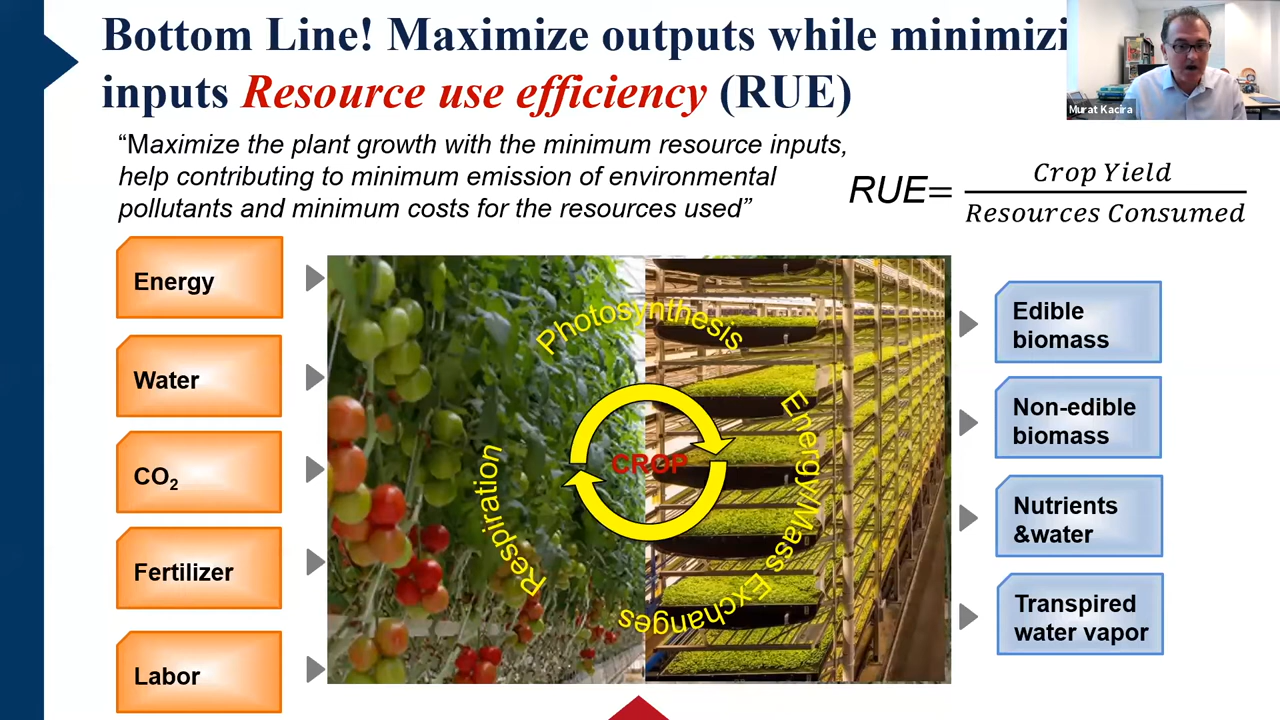 Bottom Line! Maximize outputs while
inputs Resource use efficiency (RUE)
Murat Kacira
“Maximize the plant growth with the minimum resource inputs,
help contributing to minimum emission of environmental
pollutants and minimum costs for the resources used”
RUE= Crop Yield
Resources Consumed
Energy
Water
CO₂
Fertilizer
Labor
Photosynthesis
Energy/Mass Exchanges
Respiration
CROP
Edible
biomass
Non-edible
biomass
Nutrients
&water
Transpired
water vapor